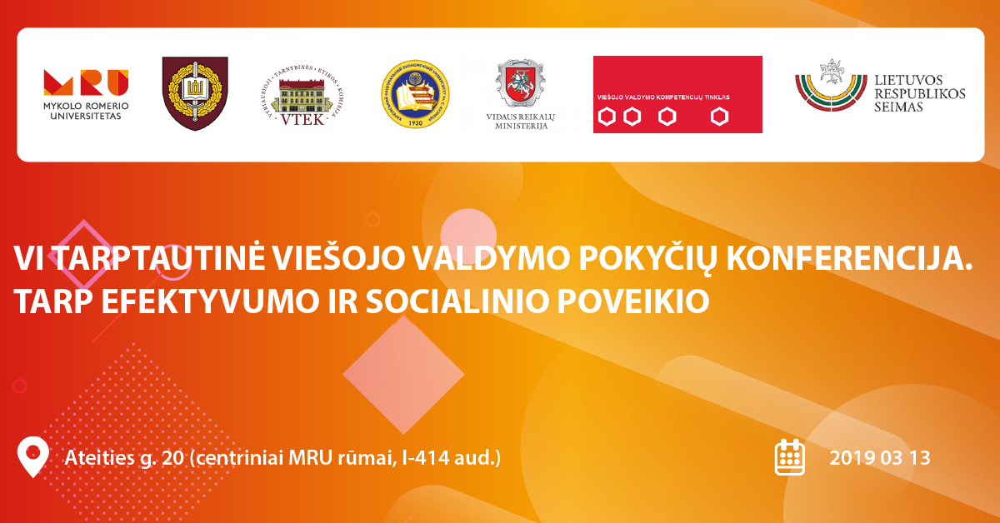 MRU
MYKOLO ROMERIO
UNIVERSITETAS
VYRIAUSIOJI • TARNYBINĖS • ETIKOS • KOMISIJA
VTEK
1930
VIDAUS REIKALŲ
MINISTERIJA
VIEŠOJO VALDYMO KOMPETENCIJŲ TINKLAS
LIETUVOS
RESPUBLIKOS
SEIMAS
VI TARPTAUTINĖ VIEŠOJO VALDYMO POKYČIŲ KONFERENCIJA.
TARP EFEKTYVUMO IR SOCIALINIO POVEIKIO
Ateities g. 20 (centriniai MRU rūmai, I-414 aud.)
2019 03 13